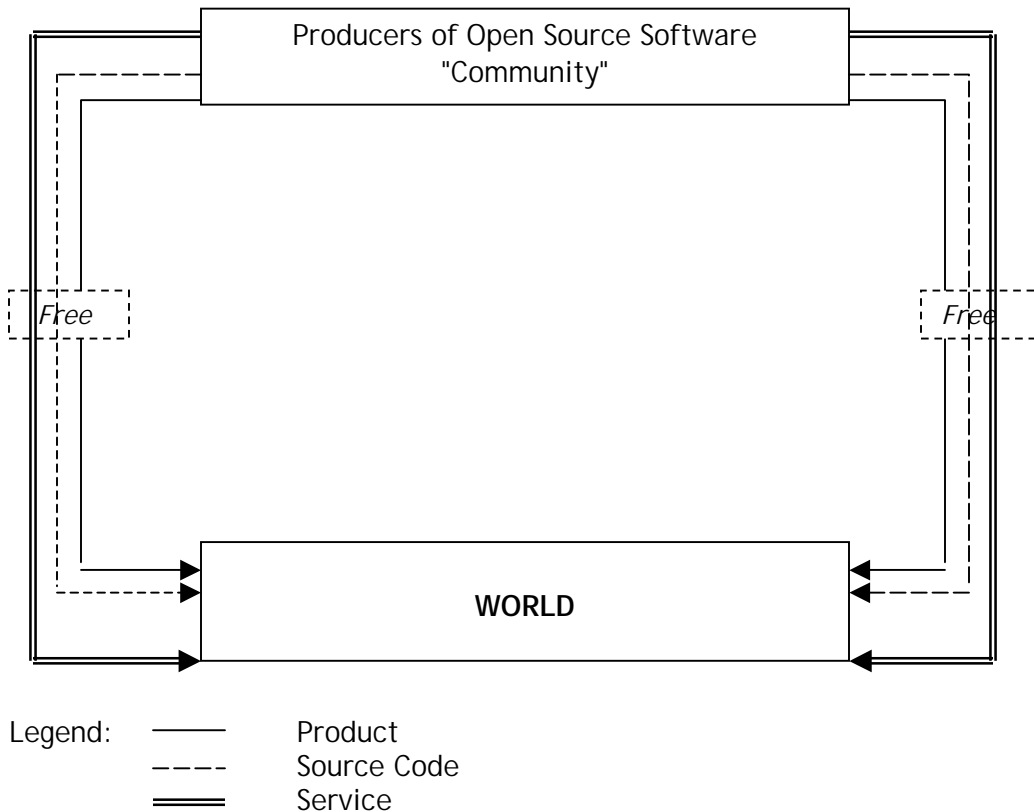 Producers of Open Source Software
"Community"
Free
Free
WORLD
Legend:
Product
Source Code
Service